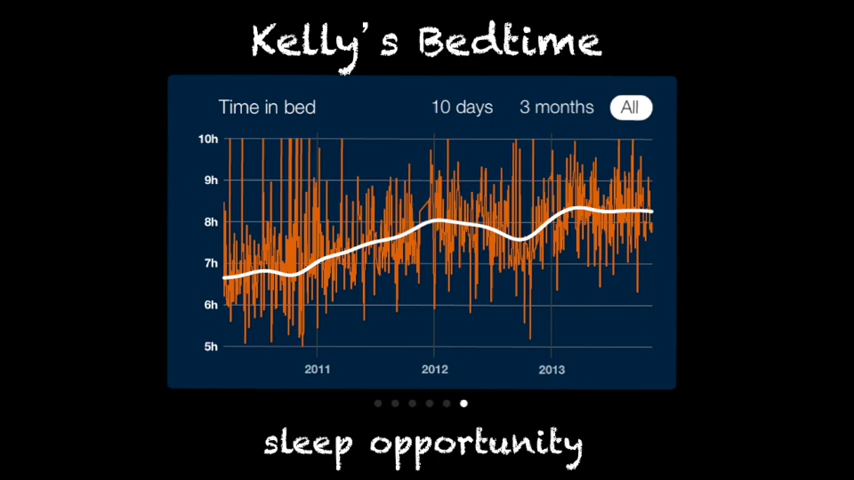 Kelly's Bedtime
Time in bed 10 days 3 months All
10h
9h
8h
7h
6h
5h
2011 2012 2013
sleep opportunity